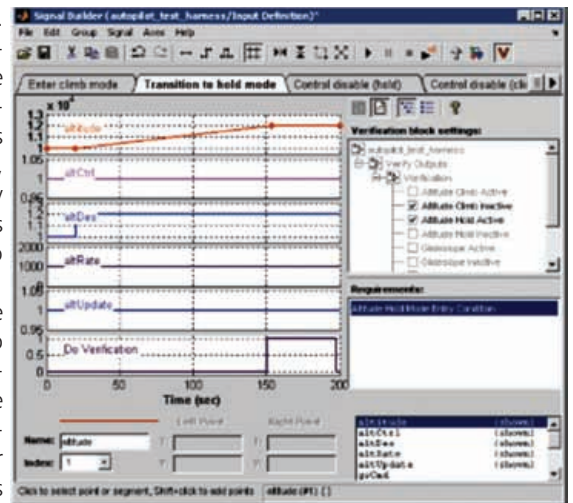 Signal Builder (autopilot_test_harness/Input Definition)*
File Edit Group Signal Axes Help
Enter climb mode
Transition to hold mode
Control disable (hold)
Control disable (cli
x 10^4
1.3
1.2
1.1
altitude
1.05
1
0.95
altCtrl
1.2
1.1
altDes
2000
1000
0
altRate
1.05
1
0.95
altUpdate
1
0.5
0
Do Verification
0 50 100 150 200
Time (sec)
Verification block settings:
autopilot_test_harness
Verify Outputs
Verification
Altitude Climb Active
Altitude Climb Inactive
Altitude Hold Active
Altitude Hold Inactive
Glideslope Active
Glideslope Inactive
Requirements:
Altitude Hold Mode Entry Condition
Left Point
Right Point
Name: altitude
Index: 1
T:
Y:
T:
Y:
altitude (shown)
altCtrl (shown)
altDes (shown)
altRate (shown)
altUpdate (shown)
gsCmd
Click to select point or segment, Shift+click to add points
altitude (#1) [ ]